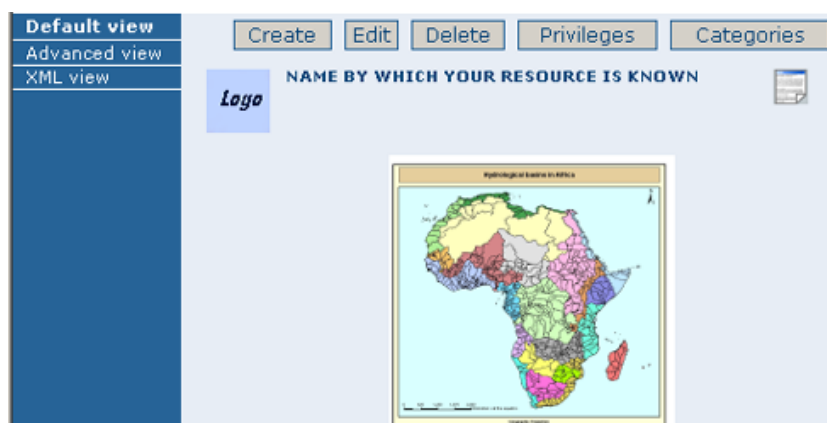 Default view
Advanced view
XML view
Create Edit Delete Privileges Categories
Logo
NAME BY WHICH YOUR RESOURCE IS KNOWN
Hydrological basins in Africa